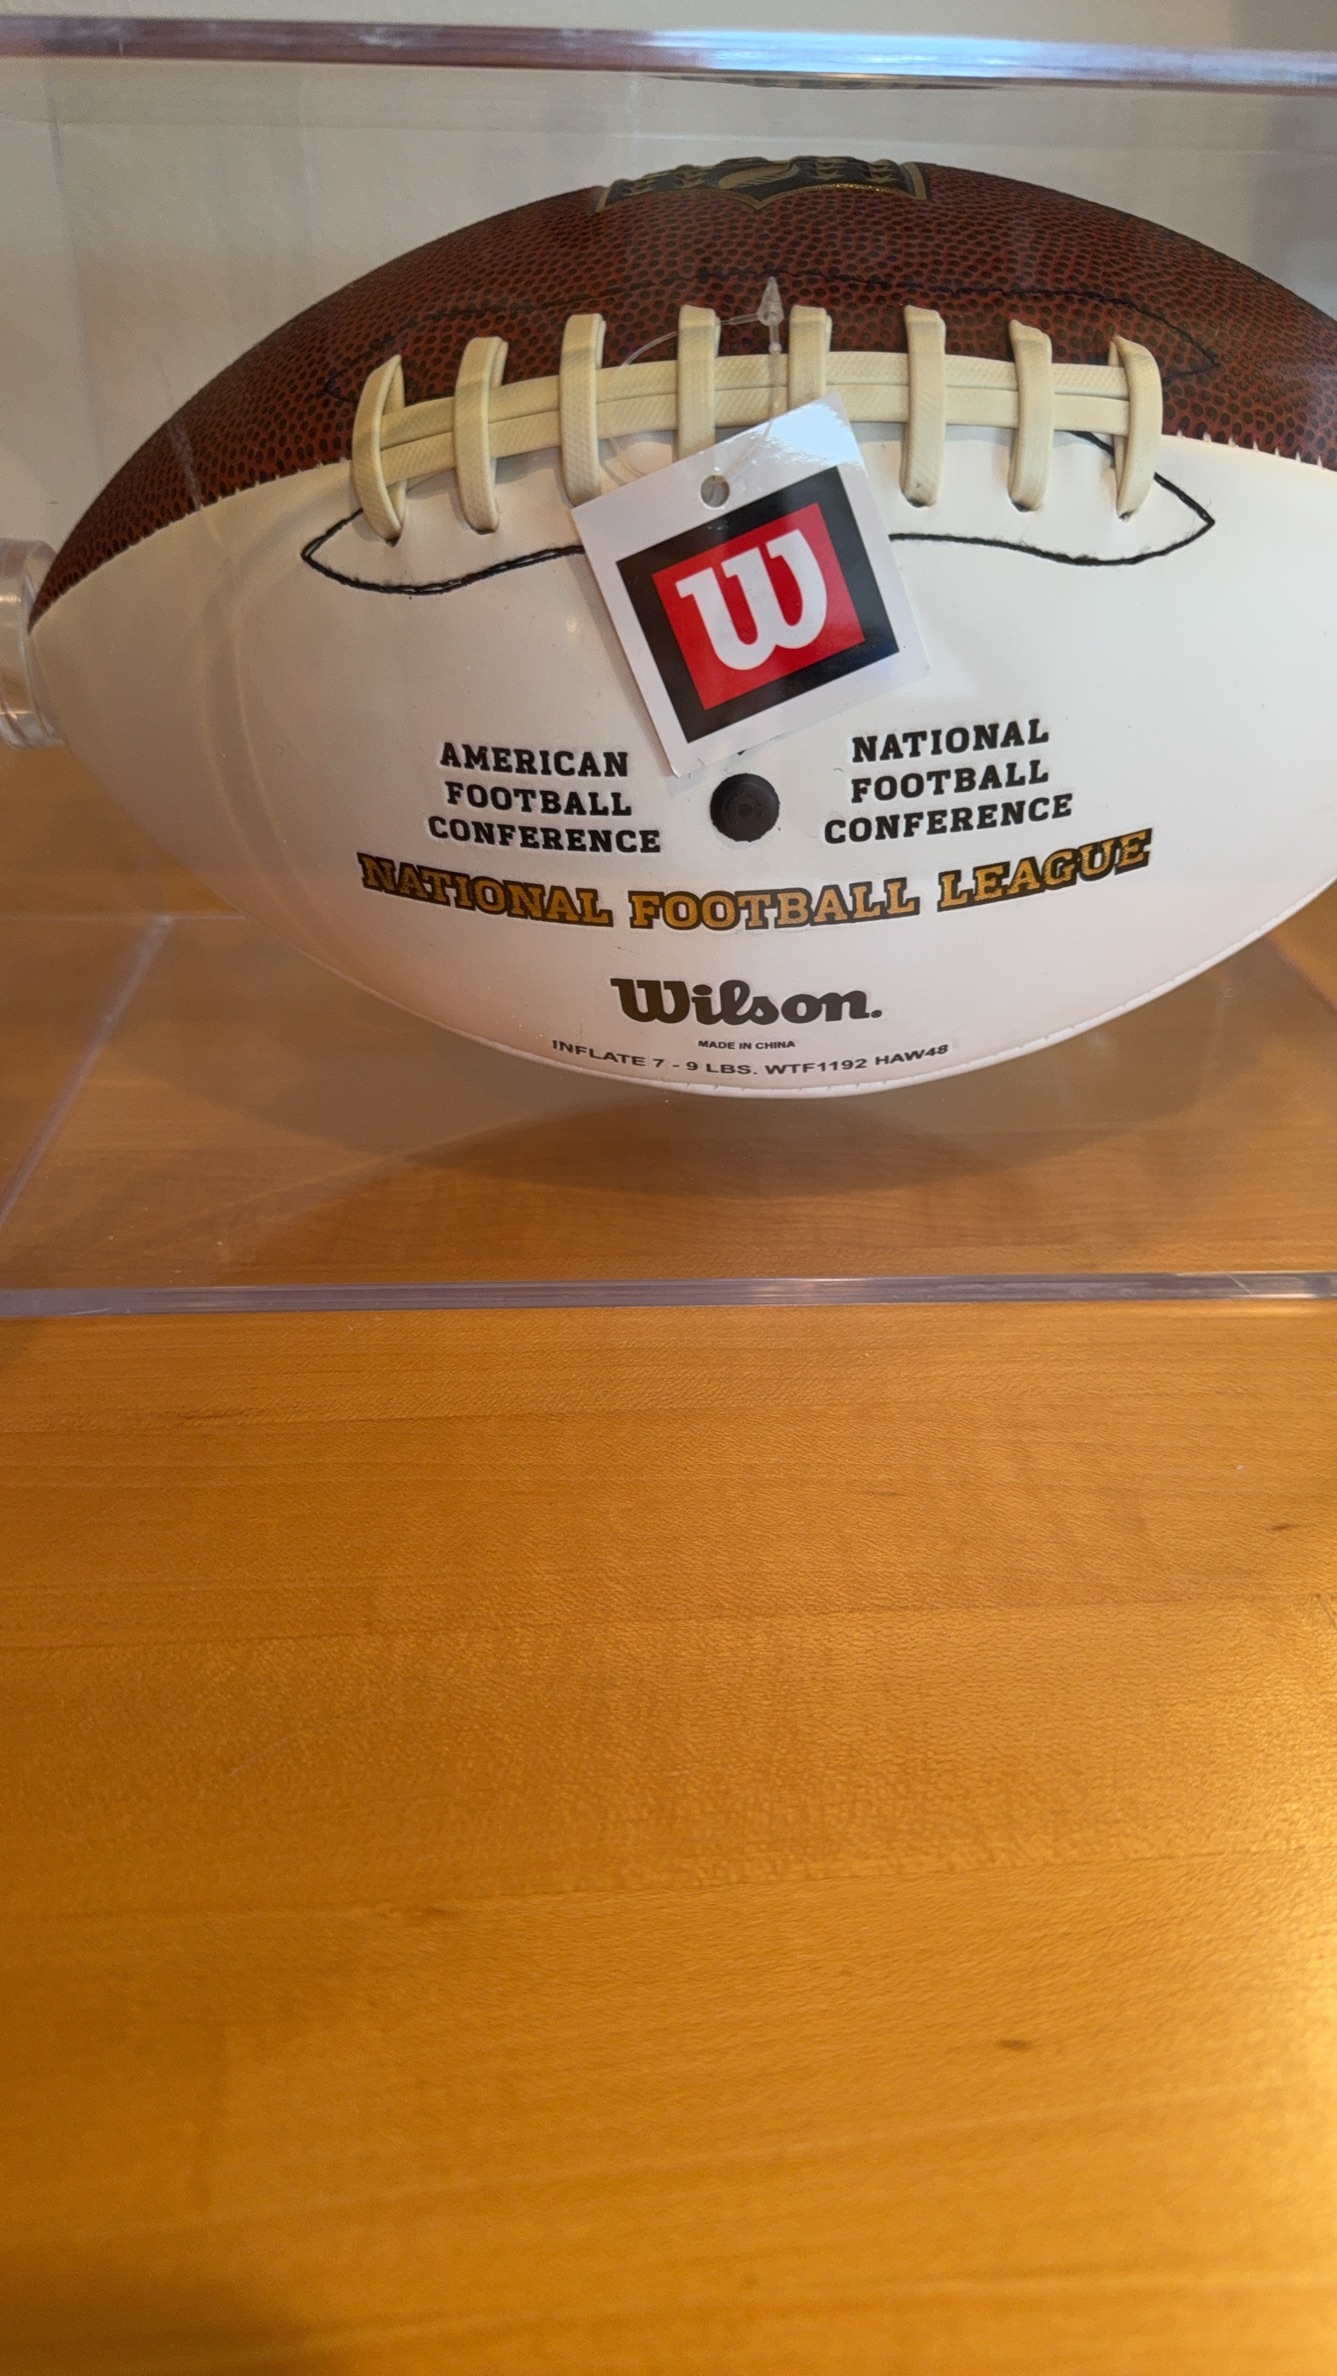 W
AMERICAN
FOOTBALL
CONFERENCE
NATIONAL
FOOTBALL
CONFERENCE
NATIONAL FOOTBALL LEAGUE
Wilson.
MADE IN CHINA
INFLATE 7 - 9 LBS. WTF1192 HAW48